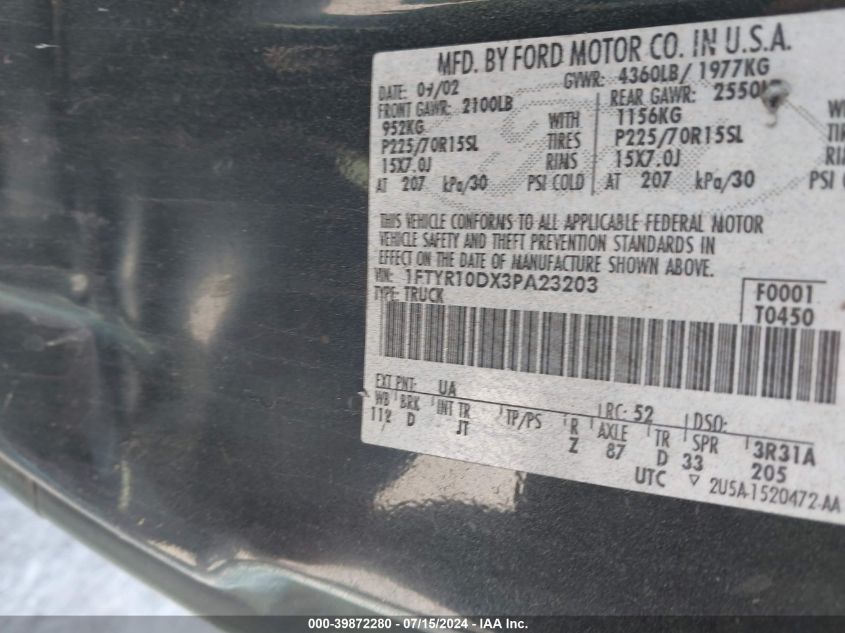 MFD. BY FORD MOTOR CO. IN U.S.A.
DATE: 09/02 GVWR: 4360LB/ 1977KG
FRONT GAWR: 2100LB REAR GAWR: 2550
952KG WITH 1156KG
P225/70R15SL TIRES P225/70R15SL
15X7.0J RIMS 15X7.0J
AT 207 kPa/30 PSI COLD AT 207 kPa/30 PSI
THIS VEHICLE CONFORMS TO ALL APPLICABLE FEDERAL MOTOR
VEHICLE SAFETY AND THEFT PREVENTION STANDARDS IN
EFFECT ON THE DATE OF MANUFACTURE SHOWN ABOVE.
VIN: 1FTYR10DX3PA23203
TYPE: TRUCK
F0001
T0450
EXT PNT: UA RC: 52 DSO:
WB BRK INT TR TP/PS R AXLE TR SPR 3R31A
112 D JT Z 87 D 33 205
UTC ▽ 2U5A-1520472-AA
000-39872280 - 07/15/2024 - IAA Inc.